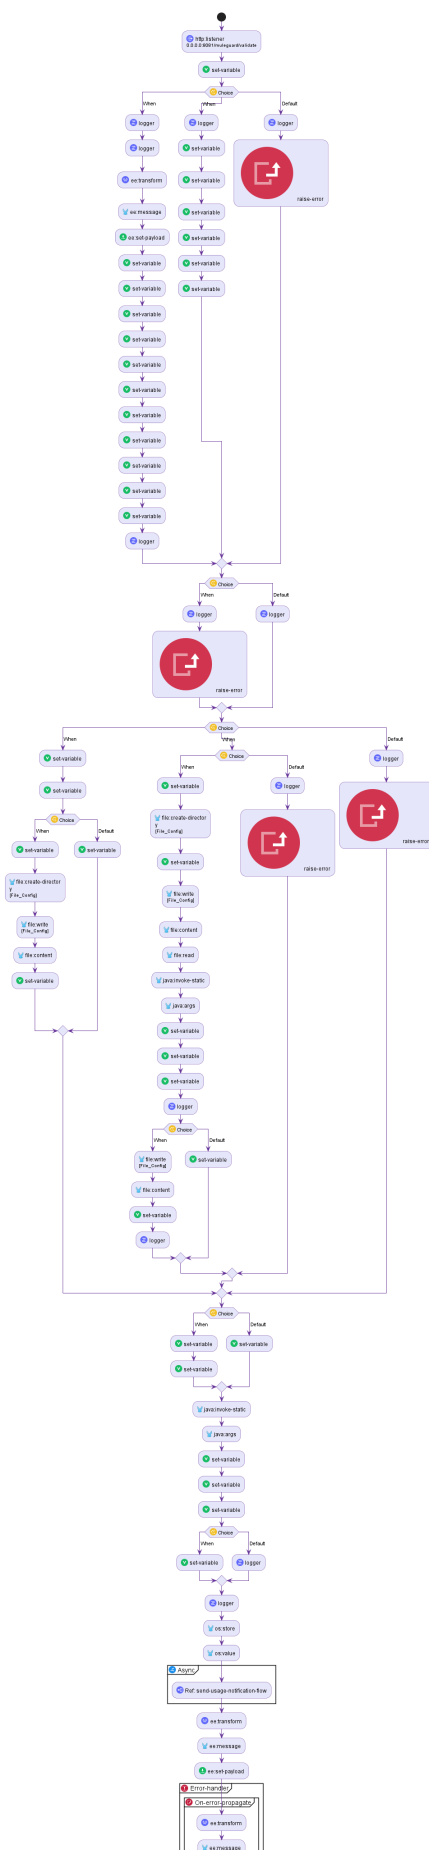 http:listener
0.0.0.0:8081/muleguard/validate
set-variable
Choice
When
When
Default
logger
logger
ee:transform
ee:message
ee:set-payload
set-variable
set-variable
set-variable
set-variable
set-variable
set-variable
set-variable
set-variable
set-variable
set-variable
set-variable
logger
logger
set-variable
set-variable
set-variable
set-variable
set-variable
set-variable
logger
raise-error
Choice
When
Default
logger
raise-error
logger
Choice
When
When
Default
set-variable
set-variable
Choice
When
Default
set-variable
file:create-director
y
[File_Config]
file:write
[File_Config]
file:content
set-variable
set-variable
Choice
When
Default
set-variable
file:create-director
y
[File_Config]
set-variable
file:write
[File_Config]
file:content
file:read
java:invoke-static
java:args
set-variable
set-variable
set-variable
logger
Choice
When
Default
file:write
[File_Config]
file:content
set-variable
logger
set-variable
logger
raise-error
logger
raise-error
Choice
When
Default
set-variable
set-variable
set-variable
java:invoke-static
java:args
set-variable
set-variable
set-variable
Choice
When
Default
set-variable
logger
logger
os:store
os:value
Async
Ref: send-usage-notification-flow
ee:transform
ee:message
ee:set-payload
Error-handler
On-error-propagate
ee:transform
ee:message